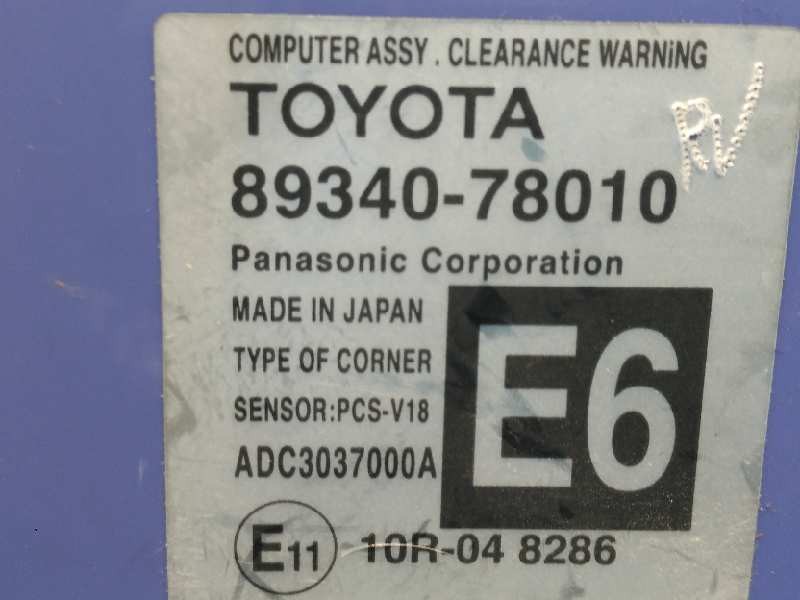 COMPUTER ASSY . CLEARANCE WARNiNG
TOYOTA
89340-78010
Panasonic Corporation
MADE IN JAPAN
TYPE OF CORNER
SENSOR:PCS-V18
ADC3037000A
E6
E11 10R-04 8286